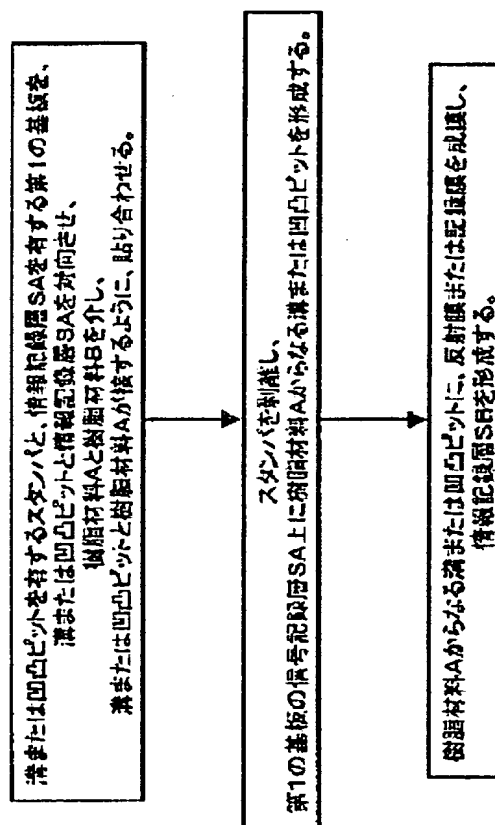 溝または凹凸ピットを有するスタンパと、情報記録層SAを有する第1の基板を、
溝または凹凸ピットと情報記録層SAを対向させ、
樹脂材料Aと樹脂材料Bを介し、
溝または凹凸ピットと樹脂材料Aが接するように、貼り合わせる。
スタンパを剥離し、
第1の基板の信号記録層SA上に樹脂材料Aからなる溝または凹凸ピットを形成する。
樹脂材料Aからなる溝または凹凸ピットに、反射膜または記録膜を成膜し、
情報記録層SBを形成する。